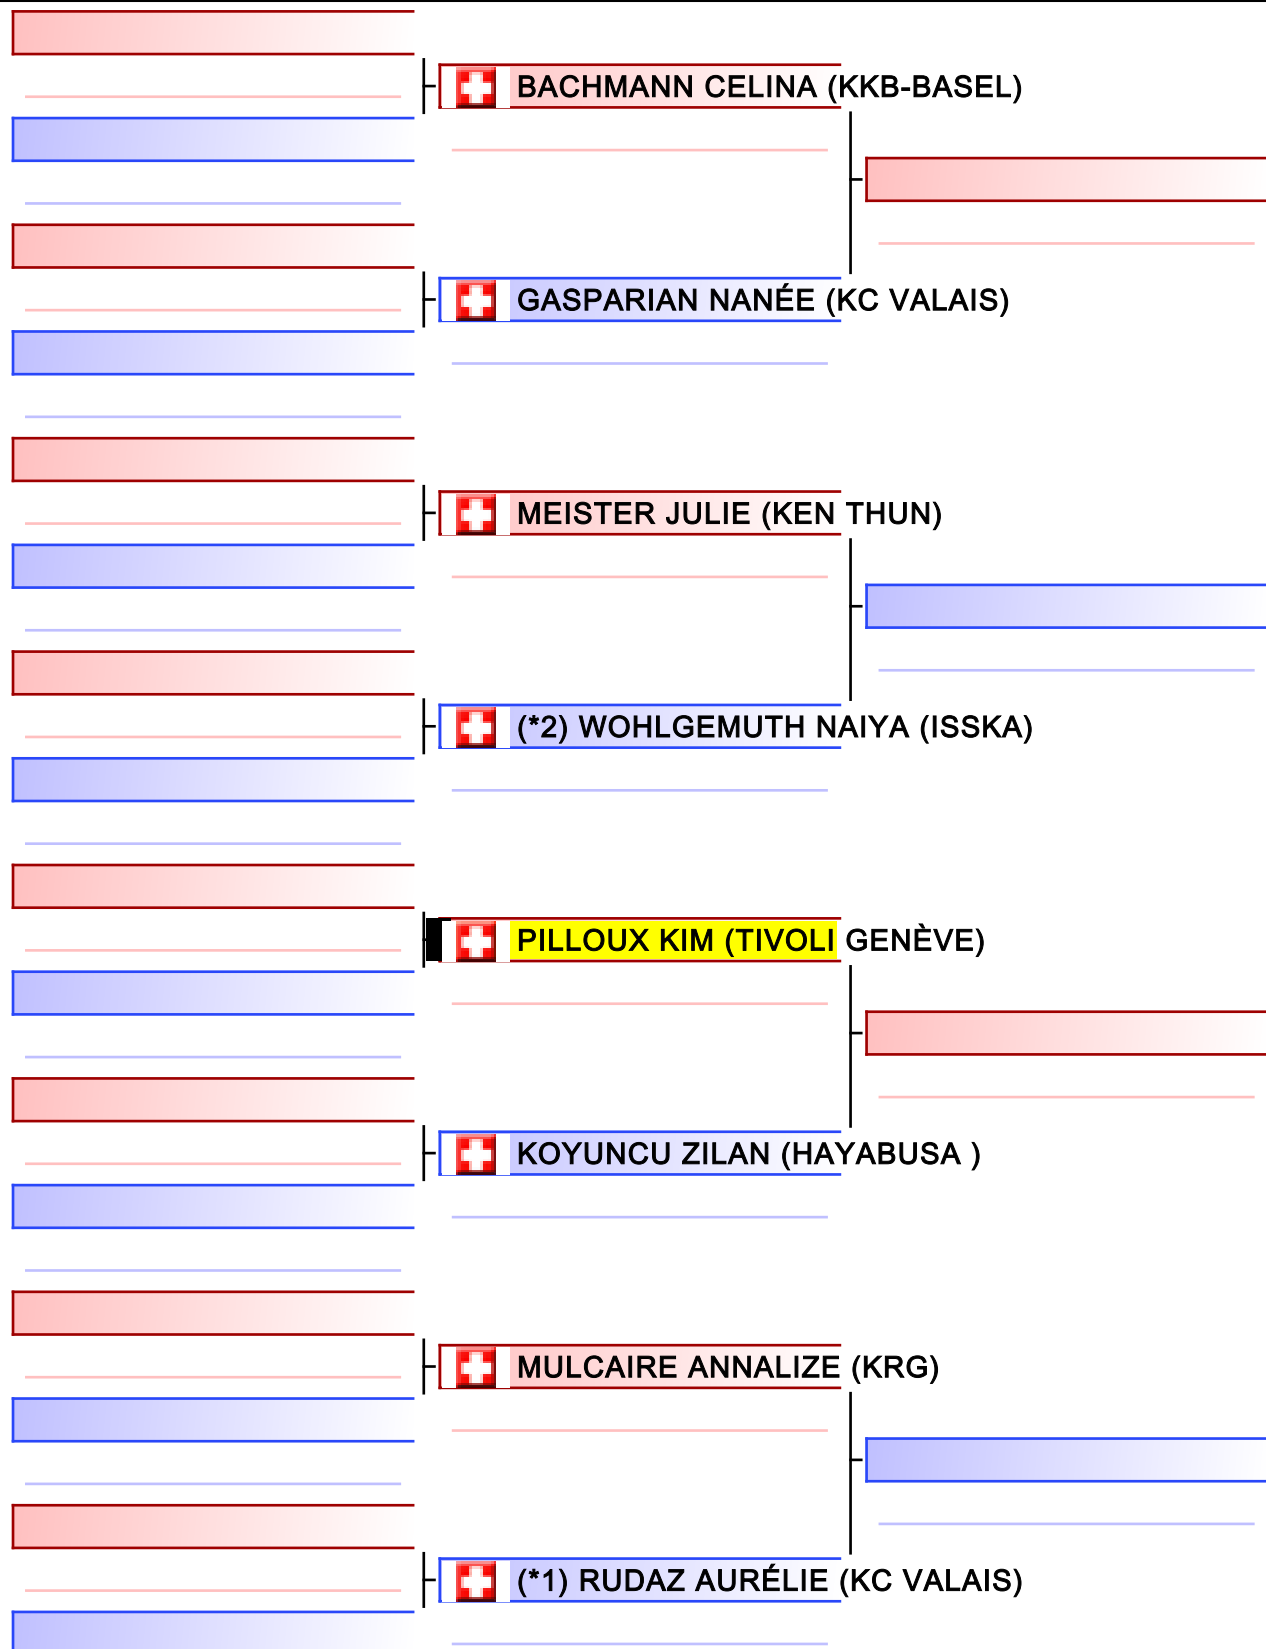 BACHMANN CELINA (KKB-BASEL)
GASPARIAN NANÉE (KC VALAIS)
MEISTER JULIE (KEN THUN)
(*2) WOHLGEMUTH NAIYA (ISSKA)
PILLOUX KIM (TIVOLI GENÈVE)
KOYUNCU ZILAN (HAYABUSA )
MULCAIRE ANNALIZE (KRG)
(*1) RUDAZ AURÉLIE (KC VALAIS)